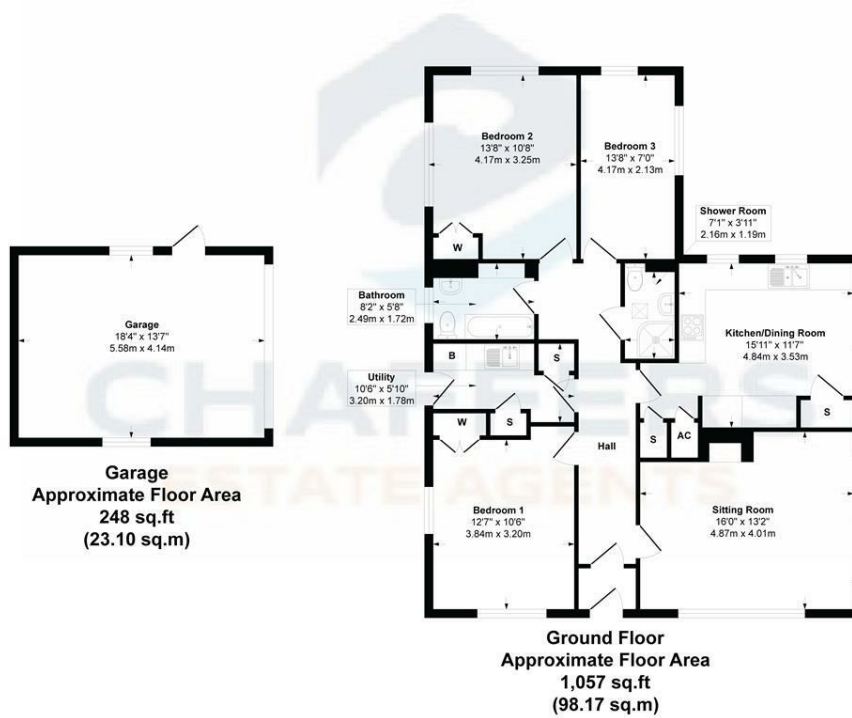 Bedroom 2
13'8" x 10'8"
4.17m x 3.25m
Bedroom 3
13'8" x 7'0"
4.17m x 2.13m
Shower Room
7'1" x 3'11"
2.16m x 1.19m
W
Garage
18'4" x 13'7"
5.58m x 4.14m
Bathroom
8'2" x 5'8"
2.49m x 1.72m
Kitchen/Dining Room
15'11" x 11'7"
4.84m x 3.53m
B
S
Utility
10'6" x 5'10"
3.20m x 1.78m
S
W
S
Hall
S
AC
CHAFFERS
ESTATE AGENTS
Bedroom 1
12'7" x 10'6"
3.84m x 3.20m
Sitting Room
16'0" x 13'2"
4.87m x 4.01m
Garage
Approximate Floor Area
248 sq.ft
(23.10 sq.m)
Ground Floor
Approximate Floor Area
1,057 sq.ft
(98.17 sq.m)